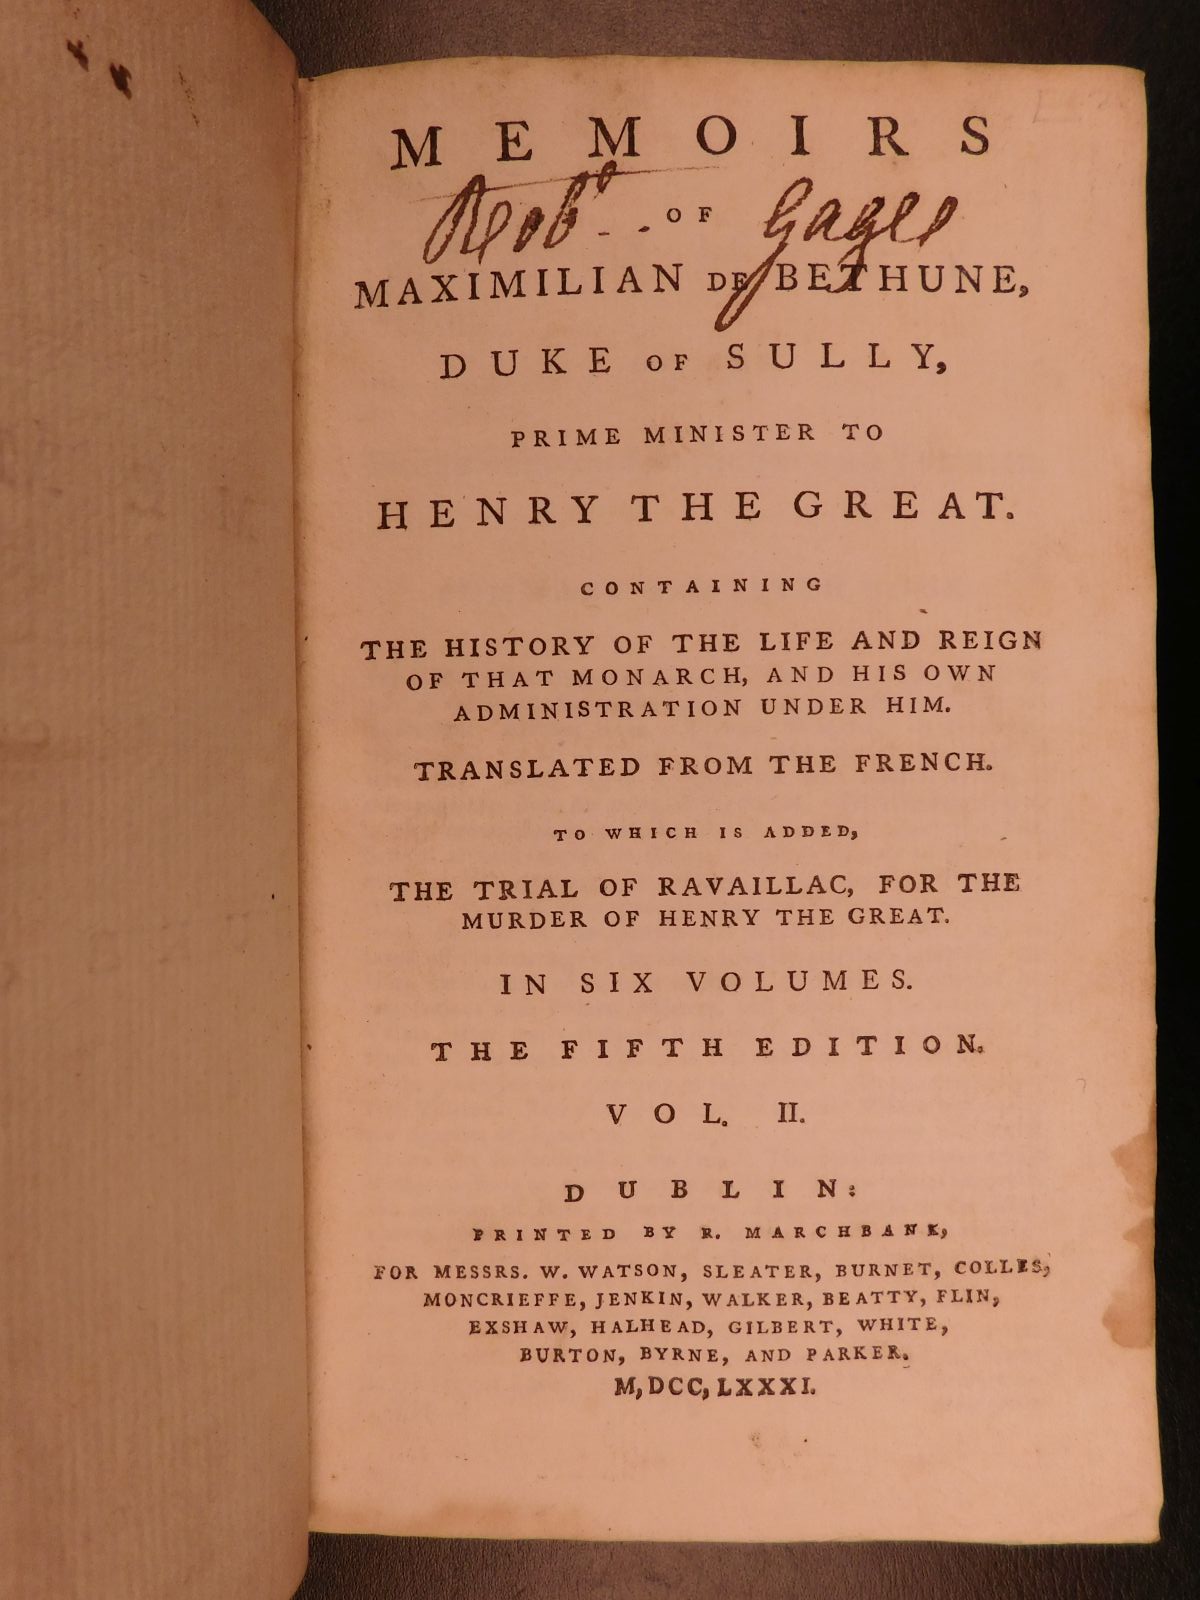 MEMOIRS
Robt. .. OF Gagee
MAXIMILIAN DE BETHUNE,
DUKE OF SULLY,
PRIME MINISTER TO
HENRY THE GREAT.
CONTAINING
THE HISTORY OF THE LIFE AND REIGN
OF THAT MONARCH, AND HIS OWN
ADMINISTRATION UNDER HIM.
TRANSLATED FROM THE FRENCH.
TO WHICH IS ADDED,
THE TRIAL OF RAVAILLAC, FOR THE
MURDER OF HENRY THE GREAT.
IN SIX VOLUMES.
THE FIFTH EDITION.
VOL. II.
DUBLIN:
PRINTED BY R. MARCHBANK,
FOR MESSRS. W. WATSON, SLEATER, BURNET, COLLES,
MONCRIEFFE, JENKIN, WALKER, BEATTY, FLIN,
EXSHAW, HALHEAD, GILBERT, WHITE,
BURTON, BYRNE, AND PARKER.
M,DCC,LXXXI.